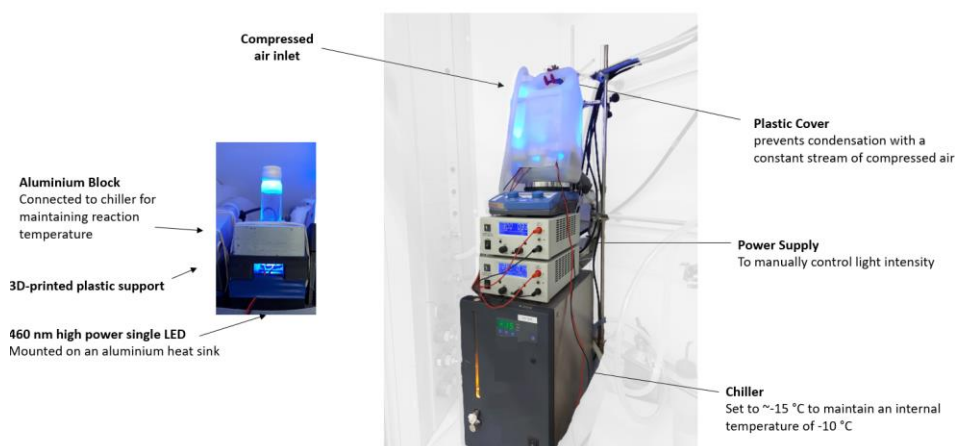 Compressed
air inlet
Plastic Cover
prevents condensation with a
constant stream of compressed air
Aluminium Block
Connected to chiller for
maintaining reaction
temperature
Power Supply
To manually control light intensity
3D-printed plastic support
460 nm high power single LED
Mounted on an aluminium heat sink
Chiller
Set to ~-15 °C to maintain an internal
temperature of -10 °C